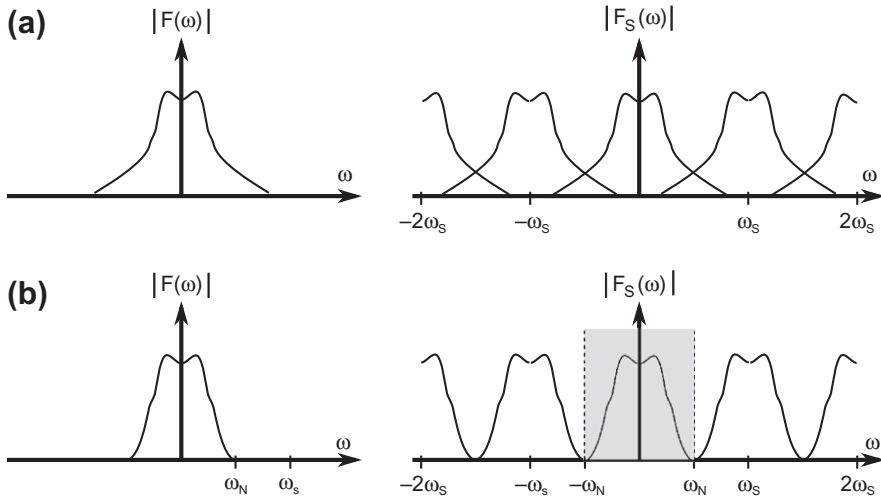 (a)
|F(ω)|
ω
|F_S(ω)|
ω
−2ω_S −ω_S ω_S 2ω_S
(b)
|F(ω)|
ω
ω_N ω_s
|F_S(ω)|
ω
−2ω_S −ω_s −ω_N ω_N ω_S 2ω_S